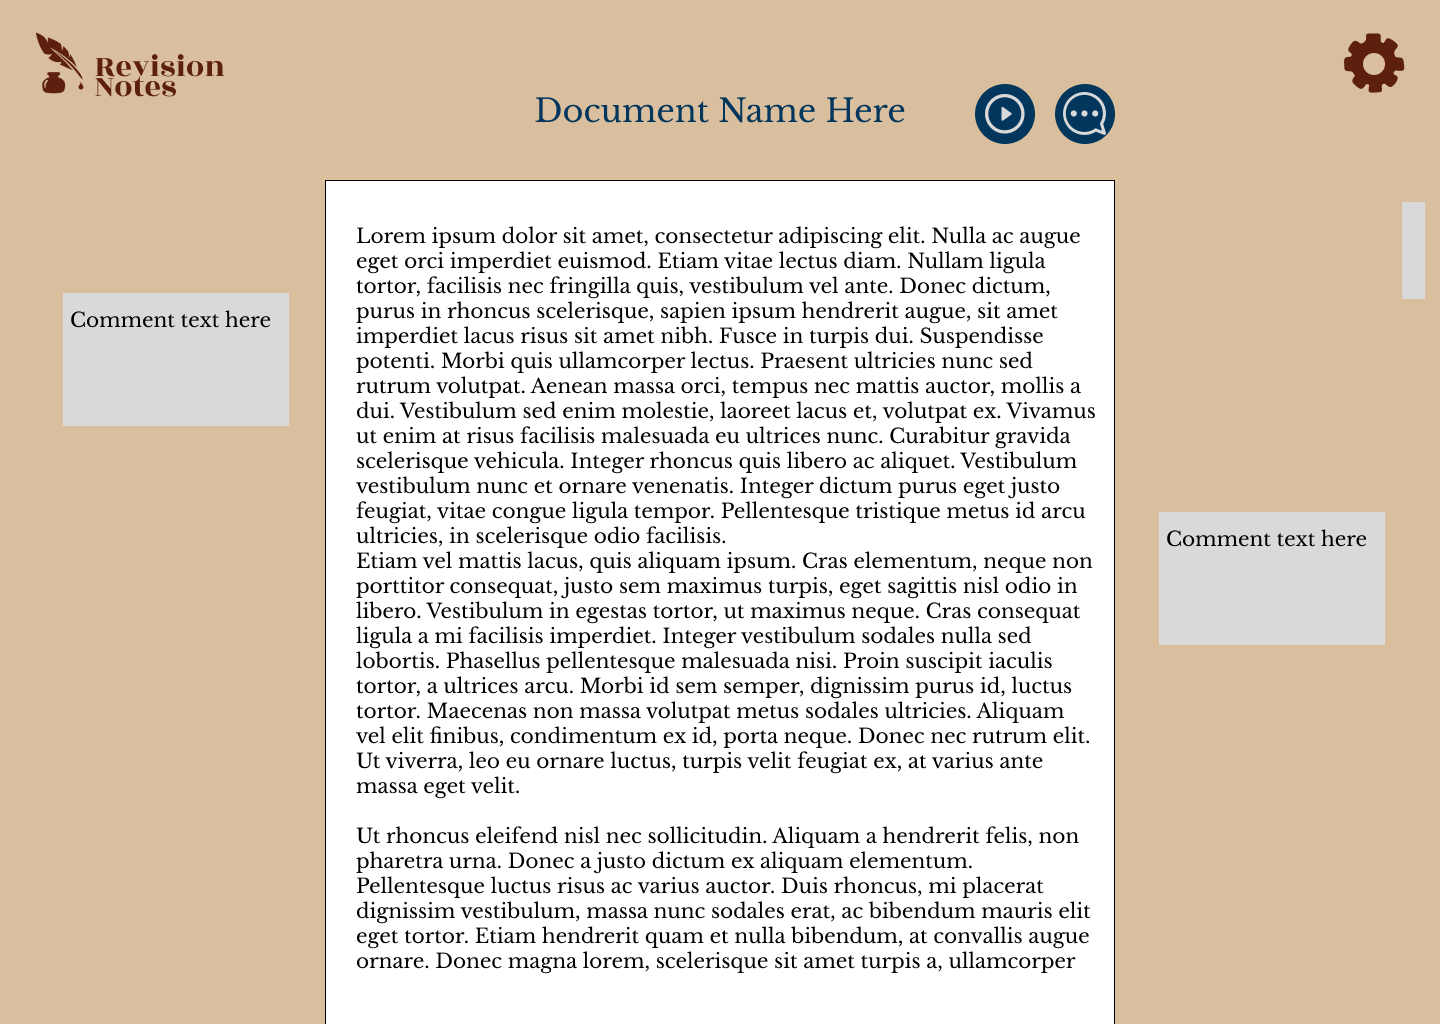 Revision
Notes
Document Name Here
Comment text here
Lorem ipsum dolor sit amet, consectetur adipiscing elit. Nulla ac augue
eget orci imperdiet euismod. Etiam vitae lectus diam. Nullam ligula
tortor, facilisis nec fringilla quis, vestibulum vel ante. Donec dictum,
purus in rhoncus scelerisque, sapien ipsum hendrerit augue, sit amet
imperdiet lacus risus sit amet nibh. Fusce in turpis dui. Suspendisse
potenti. Morbi quis ullamcorper lectus. Praesent ultricies nunc sed
rutrum volutpat. Aenean massa orci, tempus nec mattis auctor, mollis a
dui. Vestibulum sed enim molestie, laoreet lacus et, volutpat ex. Vivamus
ut enim at risus facilisis malesuada eu ultrices nunc. Curabitur gravida
scelerisque vehicula. Integer rhoncus quis libero ac aliquet. Vestibulum
vestibulum nunc et ornare venenatis. Integer dictum purus eget justo
feugiat, vitae congue ligula tempor. Pellentesque tristique metus id arcu
ultricies, in scelerisque odio facilisis.
Etiam vel mattis lacus, quis aliquam ipsum. Cras elementum, neque non
porttitor consequat, justo sem maximus turpis, eget sagittis nisl odio in
libero. Vestibulum in egestas tortor, ut maximus neque. Cras consequat
ligula a mi facilisis imperdiet. Integer vestibulum sodales nulla sed
lobortis. Phasellus pellentesque malesuada nisi. Proin suscipit iaculis
tortor, a ultrices arcu. Morbi id sem semper, dignissim purus id, luctus
tortor. Maecenas non massa volutpat metus sodales ultricies. Aliquam
vel elit finibus, condimentum ex id, porta neque. Donec nec rutrum elit.
Ut viverra, leo eu ornare luctus, turpis velit feugiat ex, at varius ante
massa eget velit.
Ut rhoncus eleifend nisl nec sollicitudin. Aliquam a hendrerit felis, non
pharetra urna. Donec a justo dictum ex aliquam elementum.
Pellentesque luctus risus ac varius auctor. Duis rhoncus, mi placerat
dignissim vestibulum, massa nunc sodales erat, ac bibendum mauris elit
eget tortor. Etiam hendrerit quam et nulla bibendum, at convallis augue
ornare. Donec magna lorem, scelerisque sit amet turpis a, ullamcorper
Comment text here